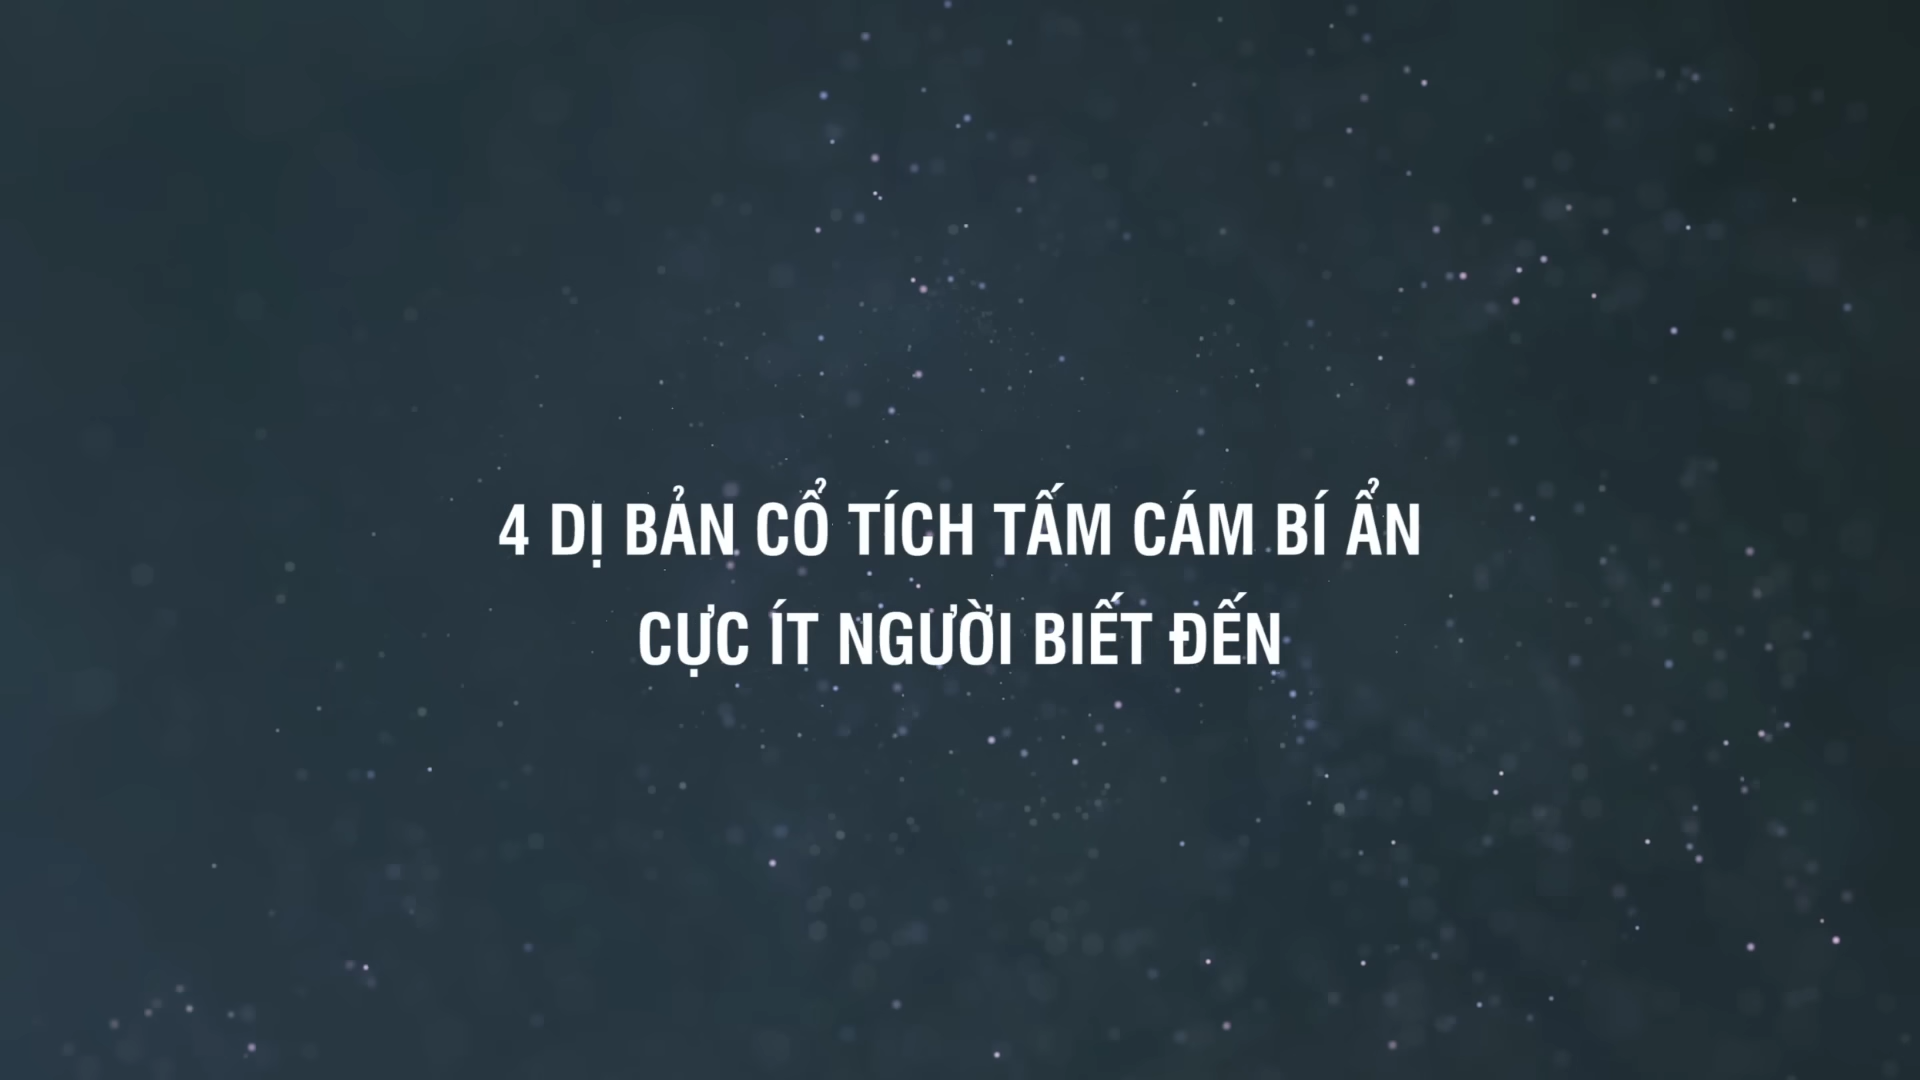 4 DỊ BẢN CỔ TÍCH TẤM CÁM BÍ ẨN
CỰC ÍT NGƯỜI BIẾT ĐẾN